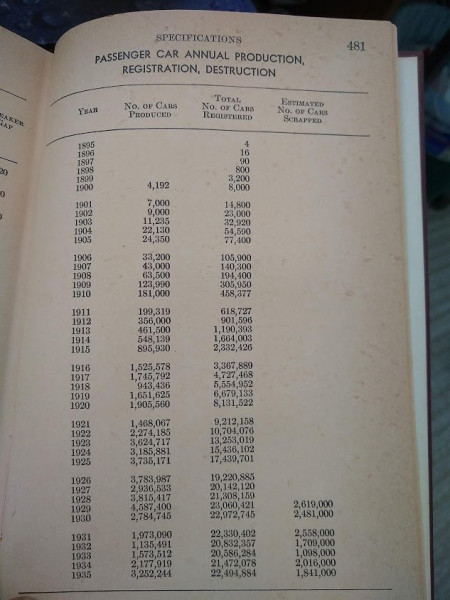 SPECIFICATIONS 481
PASSENGER CAR ANNUAL PRODUCTION,
REGISTRATION, DESTRUCTION
YEAR NO. OF CARS PRODUCED TOTAL NO. OF CARS REGISTERED ESTIMATED NO. OF CARS SCRAPPED
1895 4
1896 16
1897 90
1898 800
1899 3,200
1900 4,192 8,000
1901 7,000 14,800
1902 9,000 23,000
1903 11,235 32,920
1904 22,130 54,590
1905 24,350 77,400
1906 33,200 105,900
1907 43,000 140,300
1908 63,500 194,400
1909 123,990 305,950
1910 181,000 458,377
1911 199,319 618,727
1912 356,000 901,596
1913 461,500 1,190,393
1914 548,139 1,664,003
1915 895,930 2,332,426
1916 1,525,578 3,367,889
1917 1,745,792 4,727,468
1918 943,436 5,554,952
1919 1,651,625 6,679,133
1920 1,905,560 8,131,522
1921 1,468,067 9,212,158
1922 2,274,185 10,704,076
1923 3,624,717 13,253,019
1924 3,185,881 15,436,102
1925 3,735,171 17,439,701
1926 3,783,987 19,220,885
1927 2,936,533 20,142,120
1928 3,815,417 21,308,159
1929 4,587,400 23,060,421 2,619,000
1930 2,784,745 22,972,745 2,481,000
1931 1,973,090 22,330,402 2,558,000
1932 1,135,491 20,832,357 1,709,000
1933 1,573,512 20,586,284 1,098,000
1934 2,177,919 21,472,078 2,016,000
1935 3,252,244 22,494,884 1,841,000